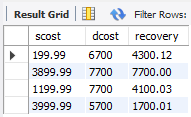 Result Grid Filter Rows:
scost dcost recovery
199.99 6700 4300.12
3899.99 7700 7700.00
1199.99 7700 4100.03
3999.99 5700 1700.01